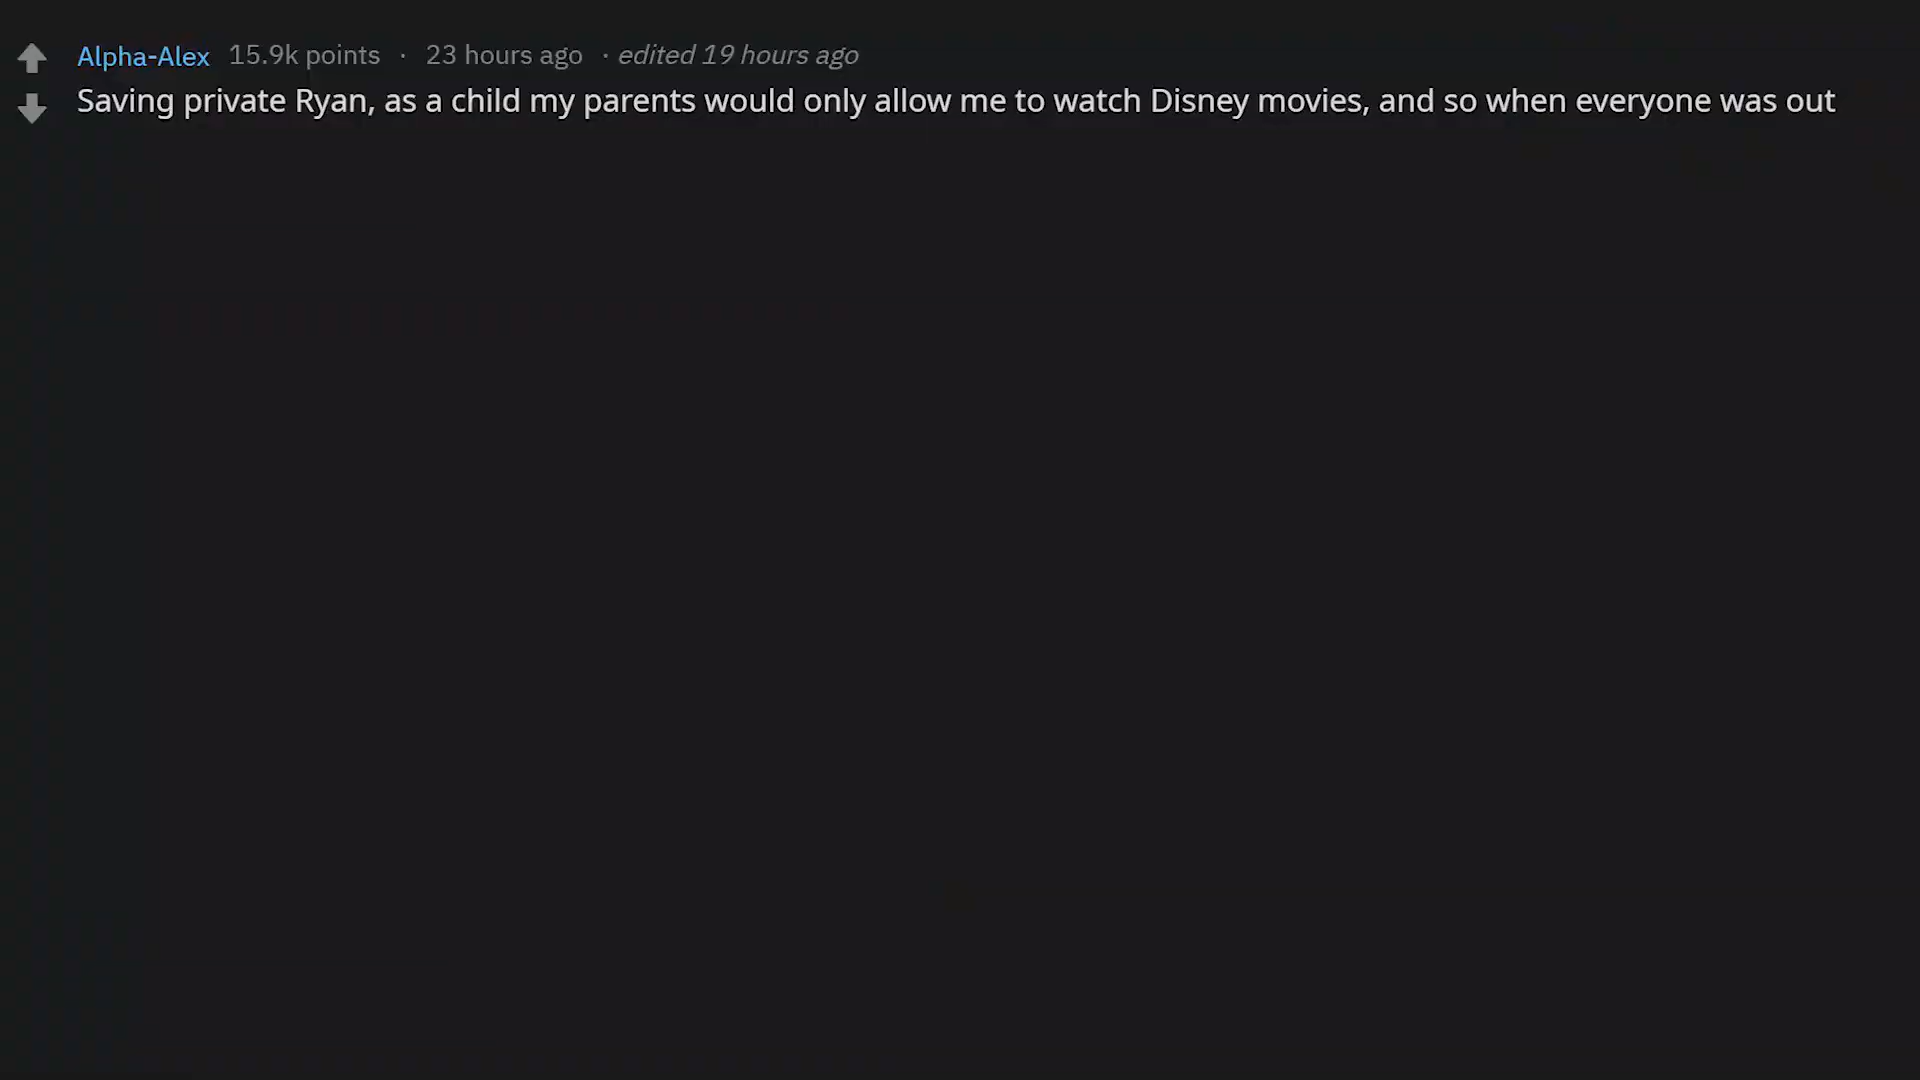 Alpha-Alex 15.9k points · 23 hours ago · edited 19 hours ago
Saving private Ryan, as a child my parents would only allow me to watch Disney movies, and so when everyone was out